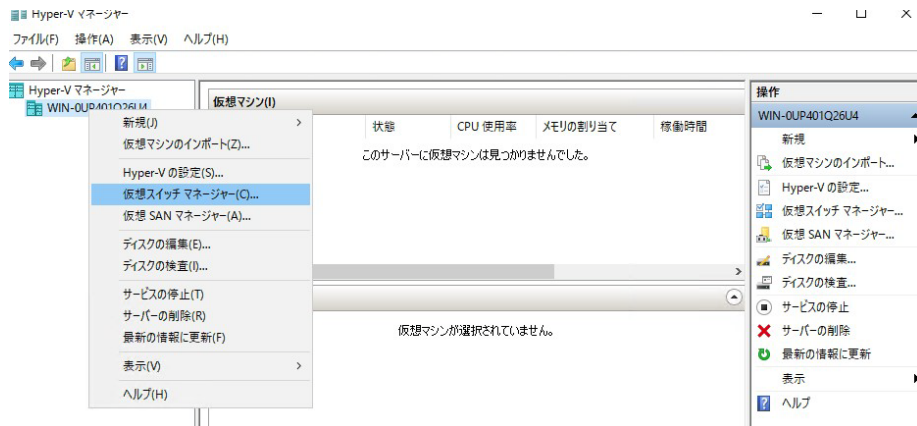 Hyper-V マネージャー
ファイル(F) 操作(A) 表示(V) ヘルプ(H)
Hyper-V マネージャー
WIN-0UP401Q26U4
新規(J)
仮想マシンのインポート(Z)...
Hyper-V の設定(S)...
仮想スイッチ マネージャー(C)...
仮想 SAN マネージャー(A)...
ディスクの編集(E)...
ディスクの検査(I)...
サービスの停止(T)
サーバーの削除(R)
最新の情報に更新(F)
表示(V)
ヘルプ(H)
仮想マシン(I)
状態 CPU 使用率 メモリの割り当て 稼働時間
このサーバーに仮想マシンは見つかりませんでした。
仮想マシンが選択されていません。
操作
WIN-0UP401Q26U4
新規
仮想マシンのインポート...
Hyper-V の設定...
仮想スイッチ マネージャー...
仮想 SAN マネージャー...
ディスクの編集...
ディスクの検査...
サービスの停止
サーバーの削除
最新の情報に更新
表示
ヘルプ